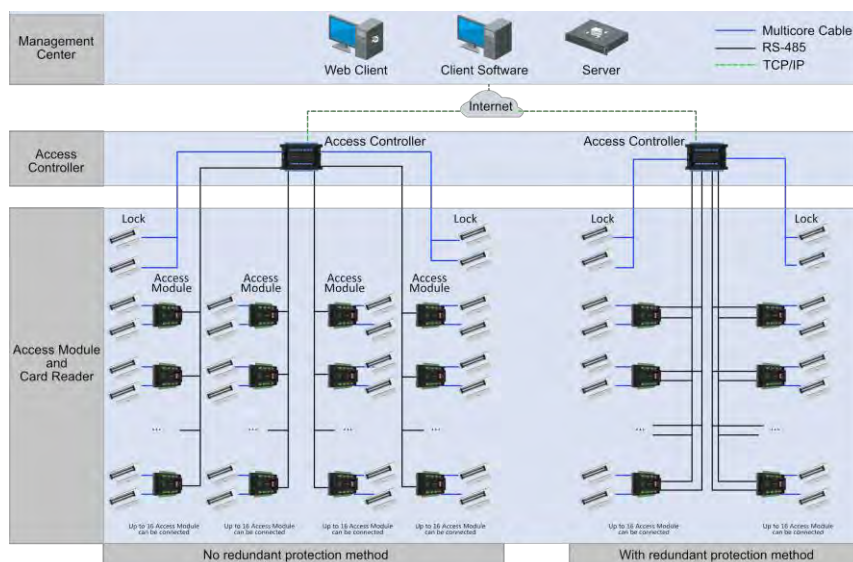 Management
Center
Web Client
Client Software
Server
Multicore Cable
RS-485
TCP/IP
Internet
Access
Controller
Access Controller
Access Controller
Access Module
and
Card Reader
Lock
Lock
Lock
Lock
Access
Module
Access
Module
Access
Module
Access
Module
...
...
...
...
...
...
Up to 16 Access Module
can be connected
Up to 16 Access Module
can be connected
Up to 16 Access Module
can be connected
Up to 16 Access Module
can be connected
Up to 16 Access Module
can be connected
Up to 16 Access Module
can be connected
No redundant protection method
With redundant protection method